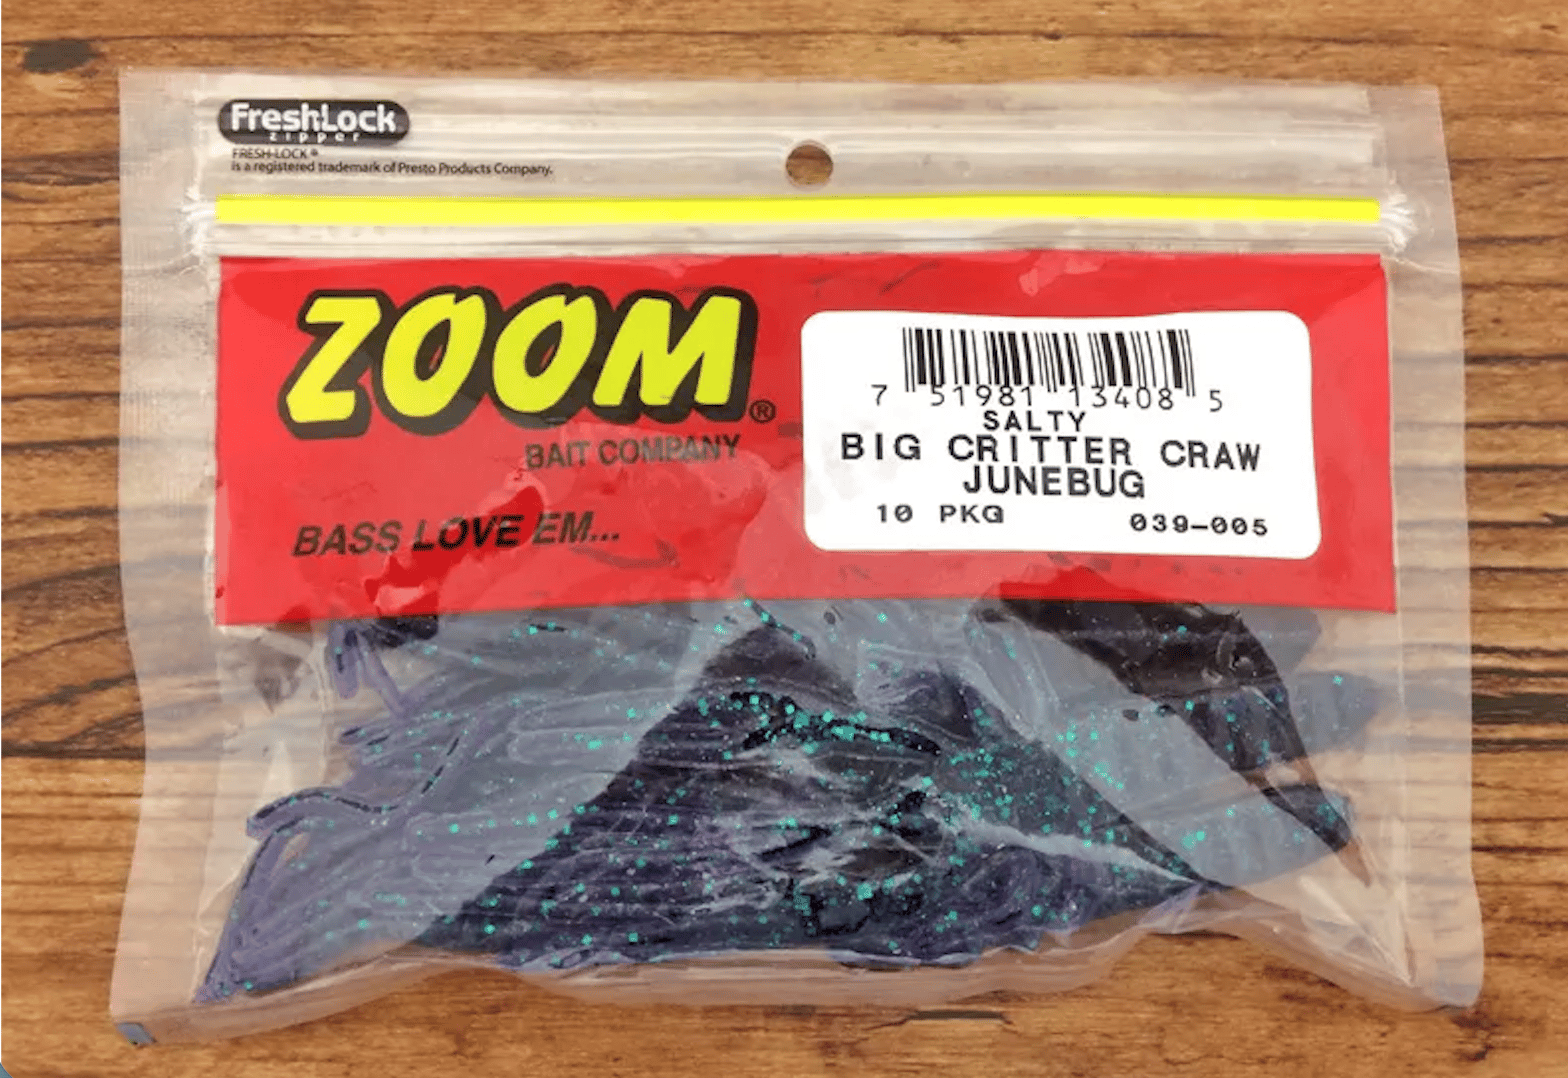 FreshLock
zipper
FRESH-LOCK®
is a registered trademark of Presto Products Company.
ZOOM®
BAIT COMPANY
BASS LOVE EM...
7 51981 13408 5
SALTY
BIG CRITTER CRAW
JUNEBUG
10 PKG 039-005